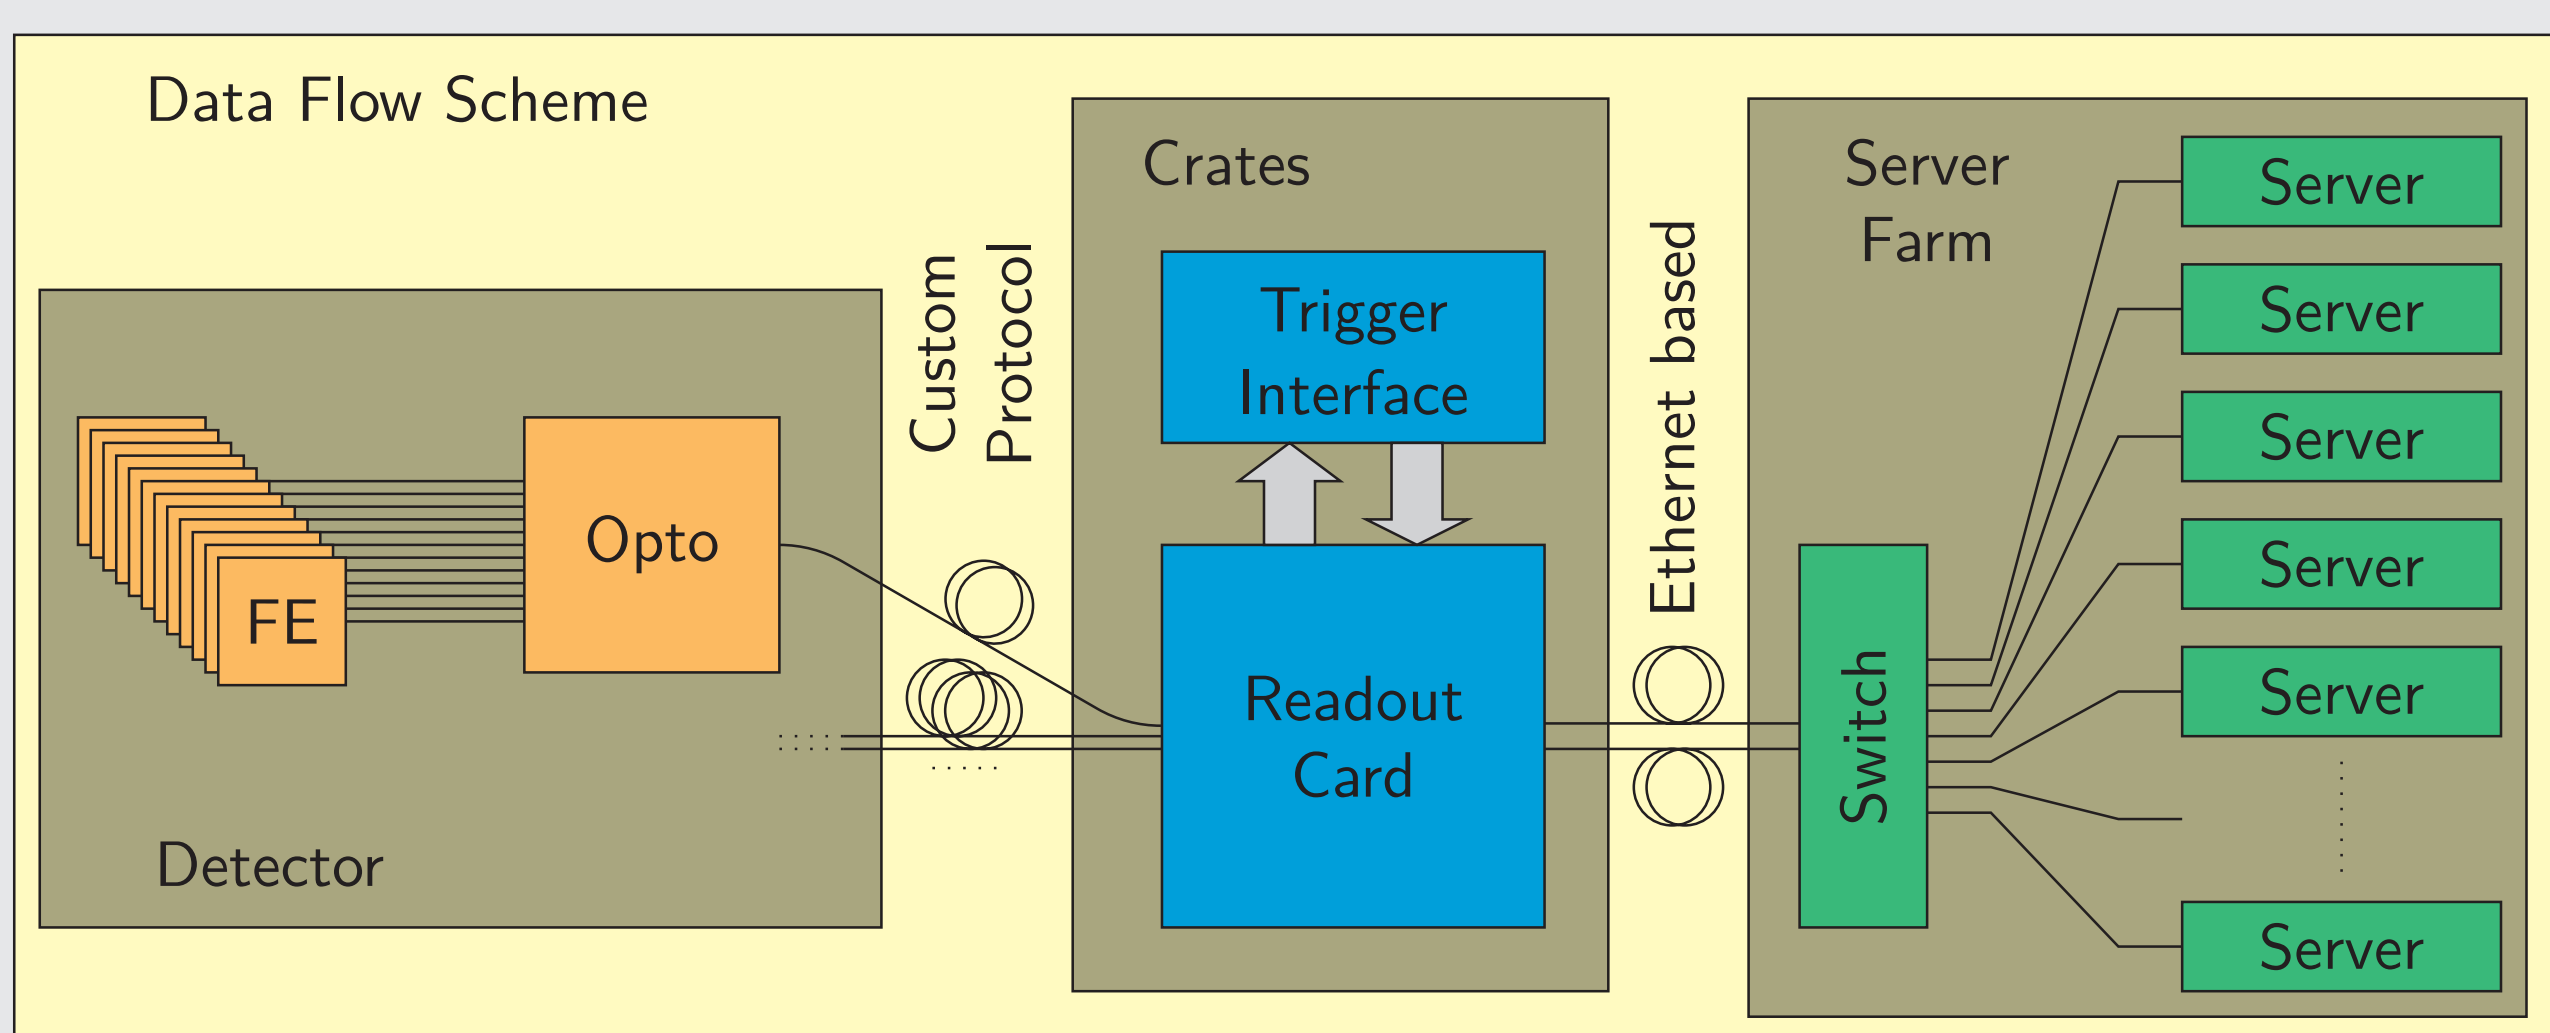 Data Flow Scheme
Detector
FE
Opto
Custom
Protocol
Crates
Trigger
Interface
Readout
Card
Ethernet based
Server
Farm
Switch
Server
Server
Server
Server
Server
Server